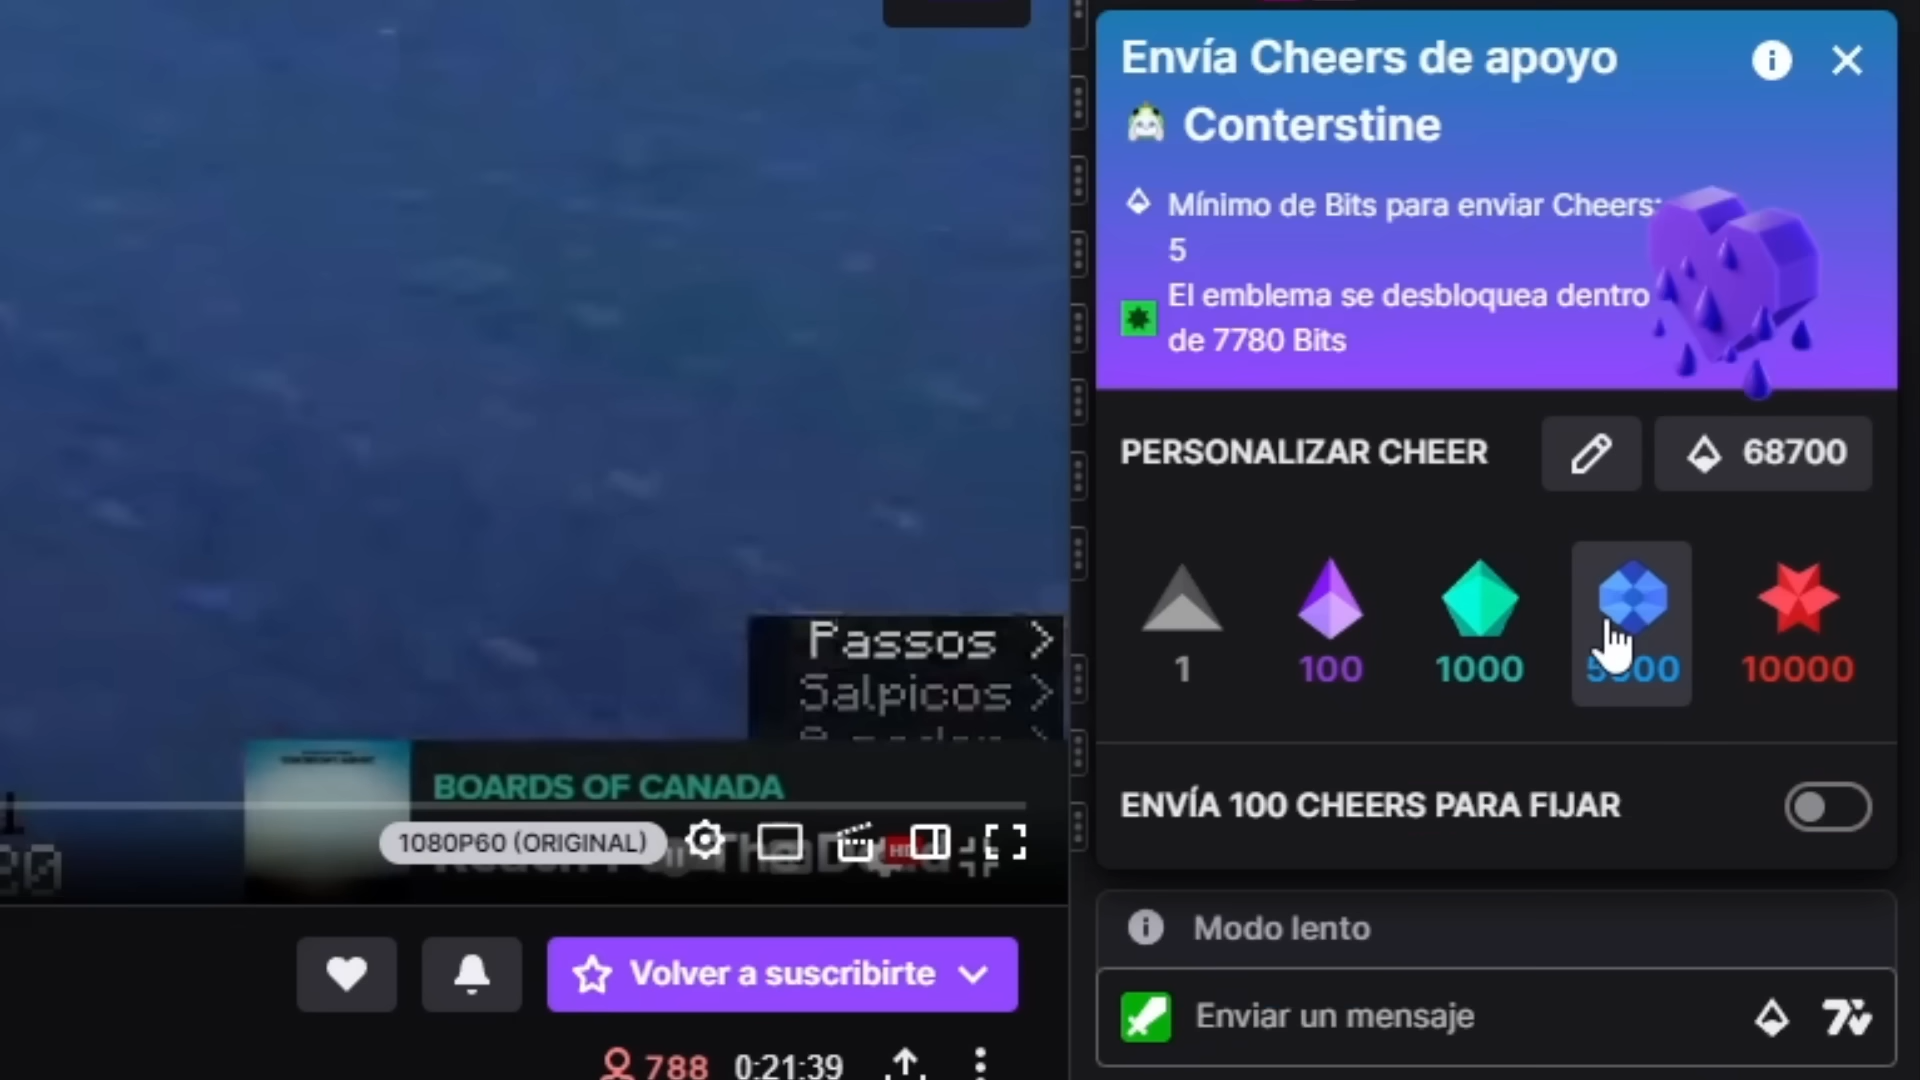 Envía Cheers de apoyo
Conterstine
Mínimo de Bits para enviar Cheers:
5
El emblema se desbloquea dentro
de 7780 Bits
PERSONALIZAR CHEER
68700
1
100
1000
5000
10000
ENVÍA 100 CHEERS PARA FIJAR
Modo lento
Enviar un mensaje
Passos >
Salpicos >
BOARDS OF CANADA
1080P60 (ORIGINAL)
HD
Volver a suscribirte
788
0:21:39